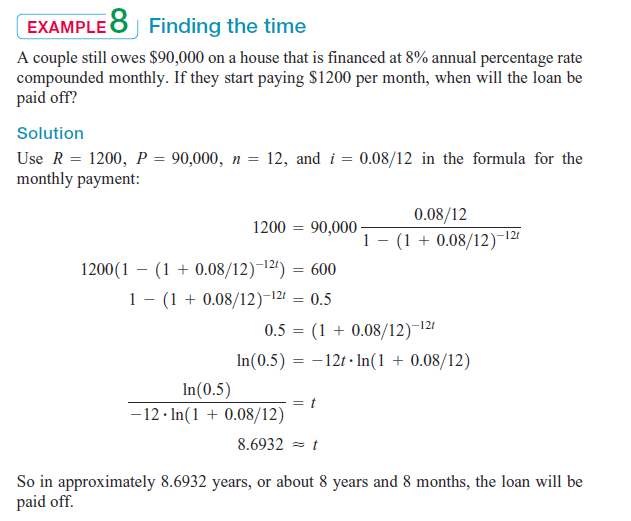 EXAMPLE 8 Finding the time
A couple still owes $90,000 on a house that is financed at 8% annual percentage rate
compounded monthly. If they start paying $1200 per month, when will the loan be
paid off?
Solution
Use R = 1200, P = 90,000, n = 12, and i = 0.08/12 in the formula for the
monthly payment:
1200 = 90,000 \frac{0.08/12}{1 − (1 + 0.08/12)^{−12t}}
1200(1 − (1 + 0.08/12)^{−12t}) = 600
1 − (1 + 0.08/12)^{−12t} = 0.5
0.5 = (1 + 0.08/12)^{−12t}
ln(0.5) = −12t · ln(1 + 0.08/12)
\frac{ln(0.5)}{−12 · ln(1 + 0.08/12)} = t
8.6932 ≈ t
So in approximately 8.6932 years, or about 8 years and 8 months, the loan will be
paid off.